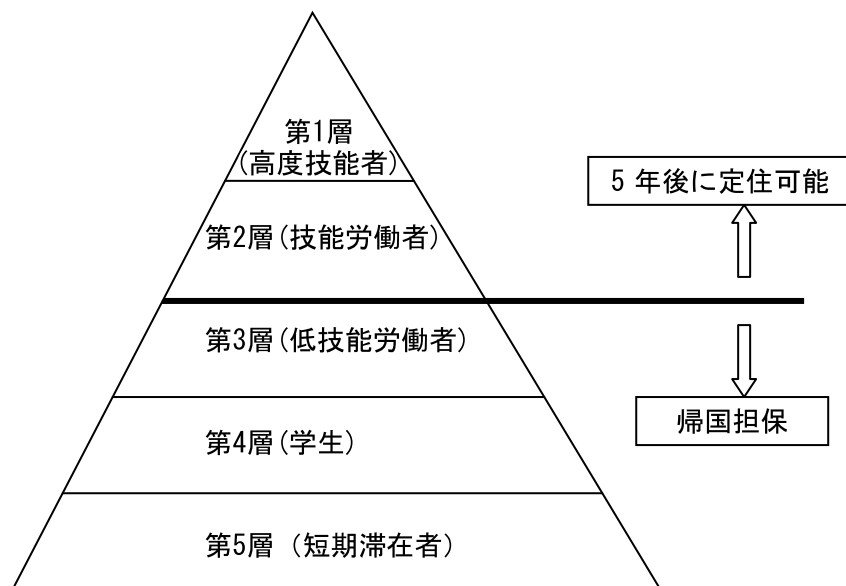 第1層
(高度技能者)
5 年後に定住可能
第2層(技能労働者)
第3層(低技能労働者)
帰国担保
第4層(学生)
第5層 (短期滞在者)